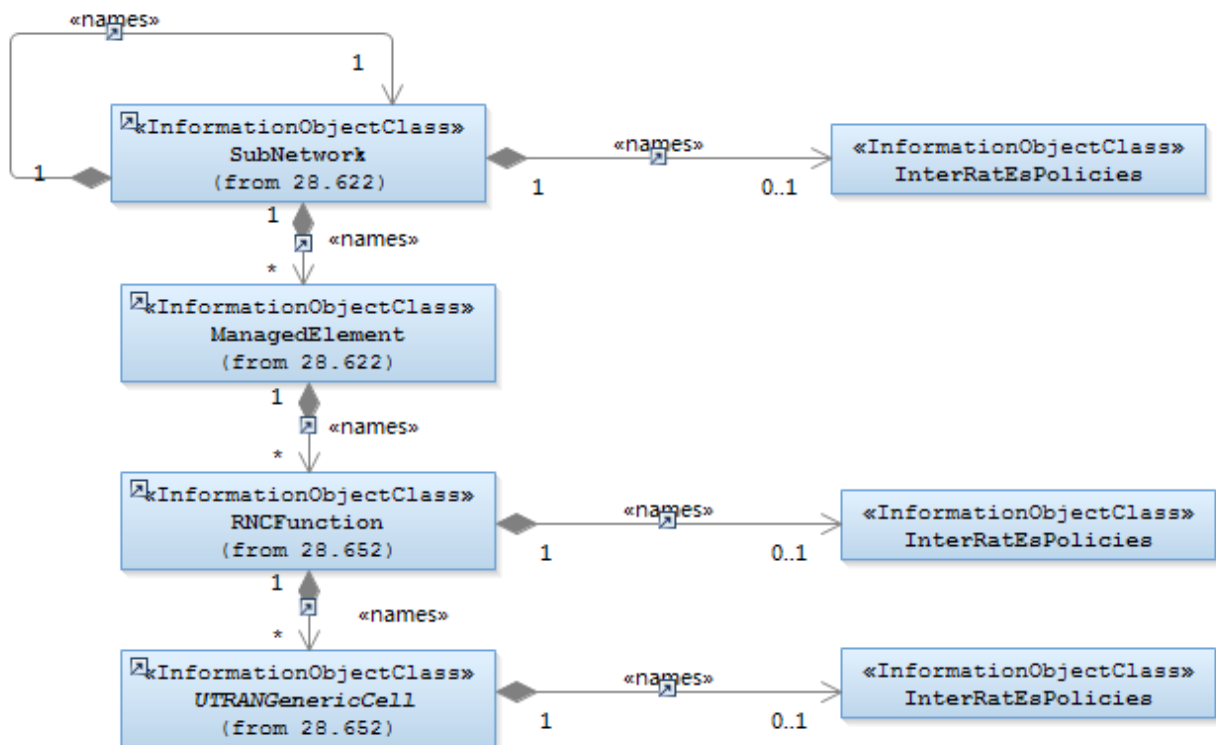 «names»
1
1
«InformationObjectClass»
SubNetwork
(from 28.622)
«names»
1
0..1
«InformationObjectClass»
InterRatEsPolicies
1
«names»
*
«InformationObjectClass»
ManagedElement
(from 28.622)
1
«names»
*
«InformationObjectClass»
RNCFunction
(from 28.652)
«names»
1
0..1
«InformationObjectClass»
InterRatEsPolicies
1
«names»
*
«InformationObjectClass»
UTRANGenericCell
(from 28.652)
«names»
1
0..1
«InformationObjectClass»
InterRatEsPolicies